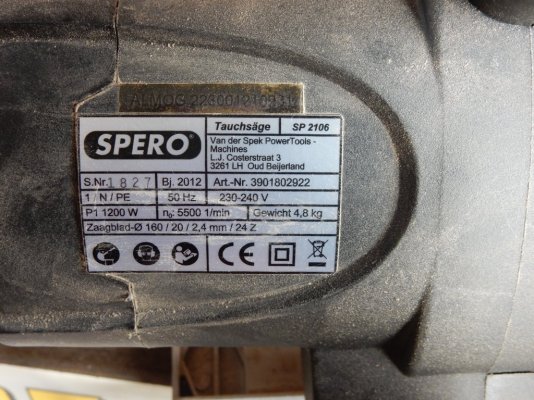 SPERO
Tauchsäge SP 2106
Van der Spek PowerTools -
Machines
L.J. Costerstraat 3
3261 LH Oud Beijerland
S.Nr. 1827 Bj. 2012 Art.-Nr. 3901802922
1 / N / PE 50 Hz 230-240 V
P1 1200 W n₀: 5500 1/min Gewicht 4,8 kg
Zaagblad-Ø 160 / 20 / 2,4 mm / 24 Z
CE